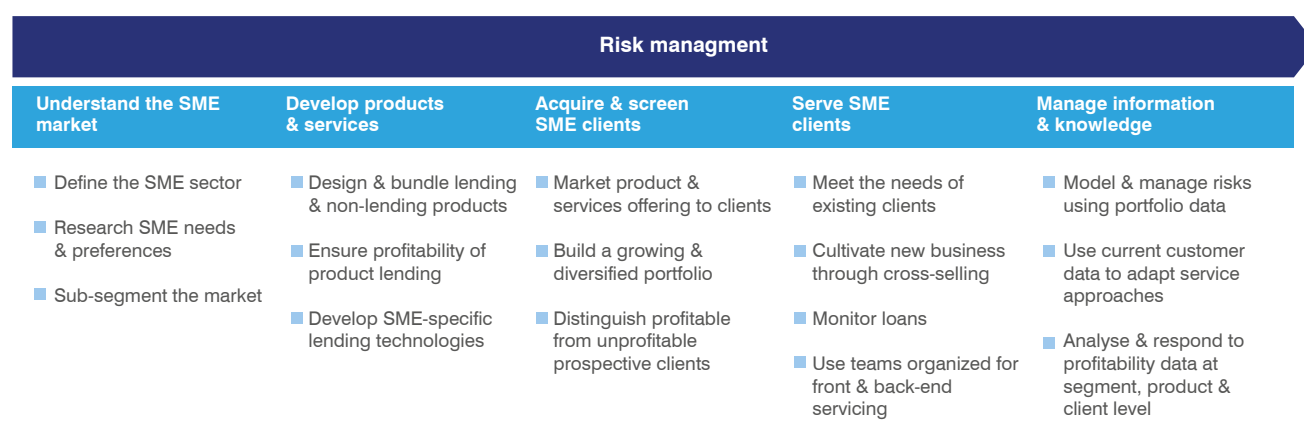 Risk managment
Understand the SME
market
Define the SME sector
Research SME needs
& preferences
Sub-segment the market
Develop products
& services
Design & bundle lending
& non-lending products
Ensure profitability of
product lending
Develop SME-specific
lending technologies
Acquire & screen
SME clients
Market product &
services offering to clients
Build a growing &
diversified portfolio
Distinguish profitable
from unprofitable
prospective clients
Serve SME
clients
Meet the needs of
existing clients
Cultivate new business
through cross-selling
Monitor loans
Use teams organized for
front & back-end
servicing
Manage information
& knowledge
Model & manage risks
using portfolio data
Use current customer
data to adapt service
approaches
Analyse & respond to
profitability data at
segment, product &
client level